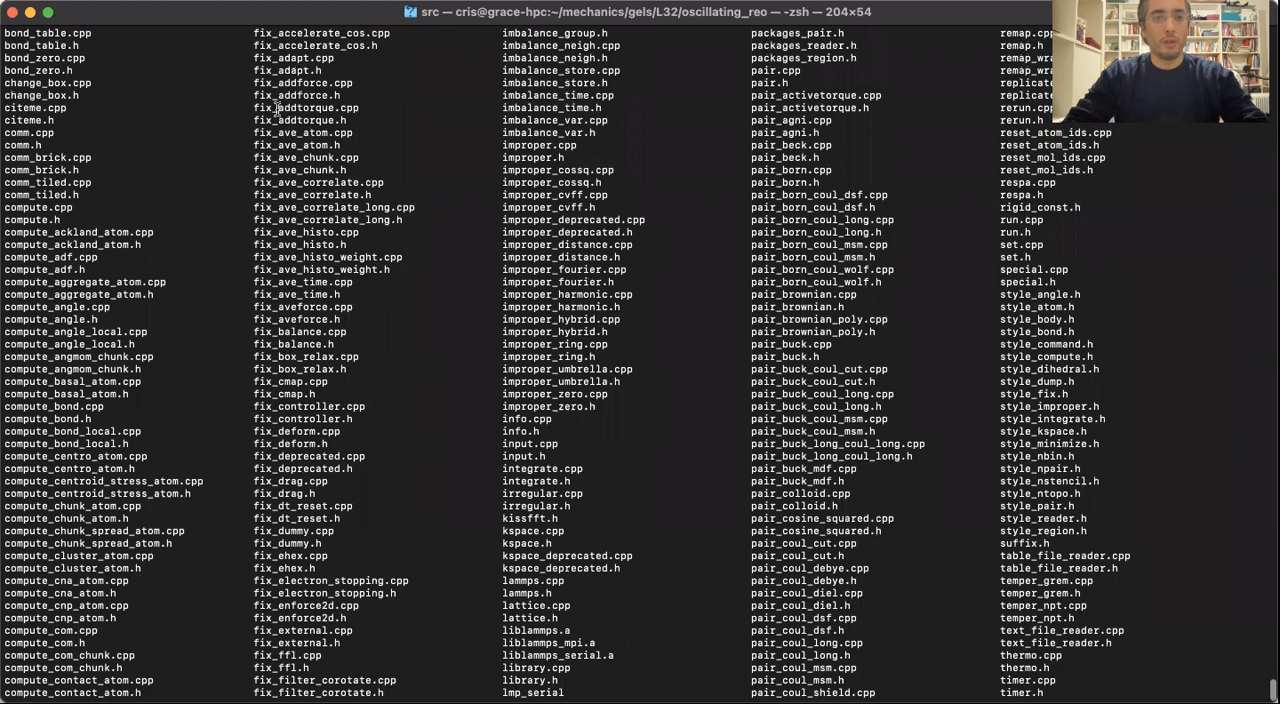 src — cris@grace-hpc:~/mechanics/gels/L32/oscillating_reo — -zsh — 204×54
bond_table.cpp fix_accelerate_cos.cpp imbalance_group.h packages_pair.h remap.cpp
bond_table.h fix_accelerate_cos.h imbalance_neigh.cpp packages_reader.h remap.h
bond_zero.cpp fix_adapt.cpp imbalance_neigh.h packages_region.h
bond_zero.h fix_adapt.h imbalance_store.cpp pair.cpp
change_box.cpp fix_addforce.cpp imbalance_store.h pair.h
change_box.h fix_addforce.h imbalance_time.cpp pair_activetorque.cpp
citeme.cpp fix_addtorque.cpp imbalance_time.h pair_activetorque.h rerun.cpp
citeme.h fix_addtorque.h imbalance_var.cpp pair_agni.cpp rerun.h
comm.cpp fix_ave_atom.cpp imbalance_var.h pair_agni.h reset_atom_ids.cpp
comm.h fix_ave_atom.h improper.cpp pair_beck.cpp reset_atom_ids.h
comm_brick.cpp fix_ave_chunk.cpp improper.h pair_beck.h reset_mol_ids.cpp
comm_brick.h fix_ave_chunk.h improper_cossq.cpp pair_born.cpp reset_mol_ids.h
comm_tiled.cpp fix_ave_correlate.cpp improper_cossq.h pair_born.h respa.cpp
comm_tiled.h fix_ave_correlate.h improper_cvff.cpp pair_born_coul_dsf.cpp respa.h
compute.cpp fix_ave_correlate_long.cpp improper_cvff.h pair_born_coul_dsf.h rigid_const.h
compute.h fix_ave_correlate_long.h improper_deprecated.cpp pair_born_coul_long.cpp run.cpp
compute_ackland_atom.cpp fix_ave_histo.cpp improper_deprecated.h pair_born_coul_long.h run.h
compute_ackland_atom.h fix_ave_histo.h improper_distance.cpp pair_born_coul_msm.cpp set.cpp
compute_adf.cpp fix_ave_histo_weight.cpp improper_distance.h pair_born_coul_msm.h set.h
compute_adf.h fix_ave_histo_weight.h improper_fourier.cpp pair_born_coul_wolf.cpp special.cpp
compute_aggregate_atom.cpp fix_ave_time.cpp improper_fourier.h pair_born_coul_wolf.h special.h
compute_aggregate_atom.h fix_ave_time.h improper_harmonic.cpp pair_brownian.cpp style_angle.h
compute_angle.cpp fix_aveforce.cpp improper_harmonic.h pair_brownian.h style_atom.h
compute_angle.h fix_aveforce.h improper_hybrid.cpp pair_brownian_poly.cpp style_body.h
compute_angle_local.cpp fix_balance.cpp improper_hybrid.h pair_brownian_poly.h style_bond.h
compute_angle_local.h fix_balance.h improper_ring.cpp pair_buck.cpp style_command.h
compute_angmom_chunk.cpp fix_box_relax.cpp improper_ring.h pair_buck.h style_compute.h
compute_angmom_chunk.h fix_box_relax.h improper_umbrella.cpp pair_buck_coul_cut.cpp style_dihedral.h
compute_basal_atom.cpp fix_cmap.cpp improper_umbrella.h pair_buck_coul_cut.h style_dump.h
compute_basal_atom.h fix_cmap.h improper_zero.cpp pair_buck_coul_long.cpp style_fix.h
compute_bond.cpp fix_controller.cpp improper_zero.h pair_buck_coul_long.h style_improper.h
compute_bond.h fix_controller.h info.cpp pair_buck_coul_msm.cpp style_integrate.h
compute_bond_local.cpp fix_deform.cpp info.h pair_buck_coul_msm.h style_kspace.h
compute_bond_local.h fix_deform.h input.cpp pair_buck_long_coul_long.cpp style_minimize.h
compute_centro_atom.cpp fix_deprecated.cpp input.h pair_buck_long_coul_long.h style_nbin.h
compute_centro_atom.h fix_deprecated.h integrate.cpp pair_buck_mdf.cpp style_npair.h
compute_centroid_stress_atom.cpp fix_drag.cpp integrate.h pair_buck_mdf.h style_nstencil.h
compute_centroid_stress_atom.h fix_drag.h irregular.cpp pair_colloid.cpp style_ntopo.h
compute_chunk_atom.cpp fix_dt_reset.cpp irregular.h pair_colloid.h style_pair.h
compute_chunk_atom.h fix_dt_reset.h kissfft.h pair_cosine_squared.cpp style_reader.h
compute_chunk_spread_atom.cpp fix_dummy.cpp kspace.cpp pair_cosine_squared.h style_region.h
compute_chunk_spread_atom.h fix_dummy.h kspace.h pair_coul_cut.cpp suffix.h
compute_cluster_atom.cpp fix_ehex.cpp kspace_deprecated.cpp pair_coul_cut.h table_file_reader.cpp
compute_cluster_atom.h fix_ehex.h kspace_deprecated.h pair_coul_debye.cpp table_file_reader.h
compute_cna_atom.cpp fix_electron_stopping.cpp lammps.cpp pair_coul_debye.h temper_grem.cpp
compute_cna_atom.h fix_electron_stopping.h lammps.h pair_coul_diel.cpp temper_grem.h
compute_cnp_atom.cpp fix_enforce2d.cpp lattice.cpp pair_coul_diel.h temper_npt.cpp
compute_cnp_atom.h fix_enforce2d.h lattice.h pair_coul_dsf.cpp temper_npt.h
compute_com.cpp fix_external.cpp liblammps.a pair_coul_dsf.h text_file_reader.cpp
compute_com.h fix_external.h liblammps_mpi.a pair_coul_long.cpp text_file_reader.h
compute_com_chunk.cpp fix_ffl.cpp liblammps_serial.a pair_coul_long.h thermo.cpp
compute_com_chunk.h fix_ffl.h library.cpp pair_coul_msm.cpp thermo.h
compute_contact_atom.cpp fix_filter_corotate.cpp library.h pair_coul_msm.h timer.cpp
compute_contact_atom.h fix_filter_corotate.h lmp_serial pair_coul_shield.cpp timer.h